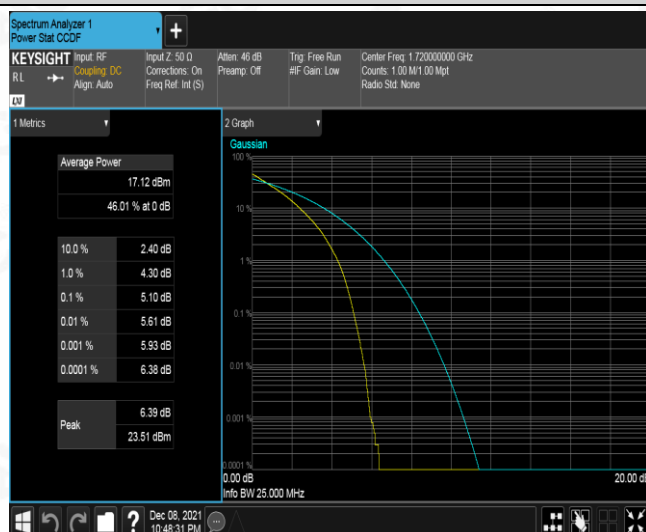 Spectrum Analyzer 1
Power Stat CCDF
+
KEYSIGHT
RL
LXI
Input: RF
Coupling: DC
Align: Auto
Input Z: 50 Ω
Corrections: On
Freq Ref: Int (S)
Atten: 46 dB
Preamp: Off
Trig: Free Run
#IF Gain: Low
Center Freq: 1.720000000 GHz
Counts: 1.00 M/1.00 Mpt
Radio Std: None
1 Metrics
Average Power
17.12 dBm
46.01 % at 0 dB
10.0 % 2.40 dB
1.0 % 4.30 dB
0.1 % 5.10 dB
0.01 % 5.61 dB
0.001 % 5.93 dB
0.0001 % 6.38 dB
Peak
6.39 dB
23.51 dBm
2 Graph
Gaussian
100 %
10 %
1 %
0.1 %
0.01 %
0.001 %
0.0001 %
0.00 dB
20.00 dB
Info BW 25.000 MHz
?
Dec 08, 2021
10:48:31 PM